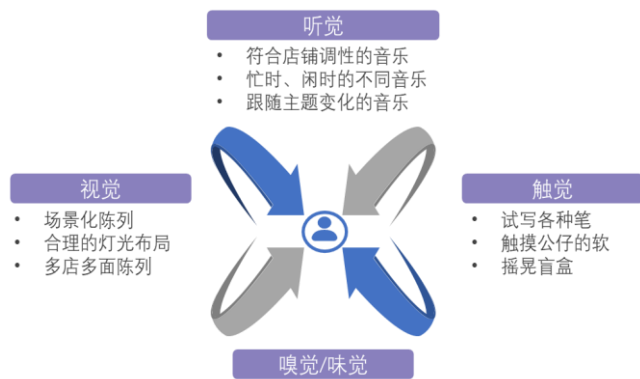 听觉
• 符合店铺调性的音乐
• 忙时、闲时的不同音乐
• 跟随主题变化的音乐
视觉
• 场景化陈列
• 合理的灯光布局
• 多店多面陈列
触觉
• 试写各种笔
• 触摸公仔的软
• 摇晃盲盒
嗅觉/味觉